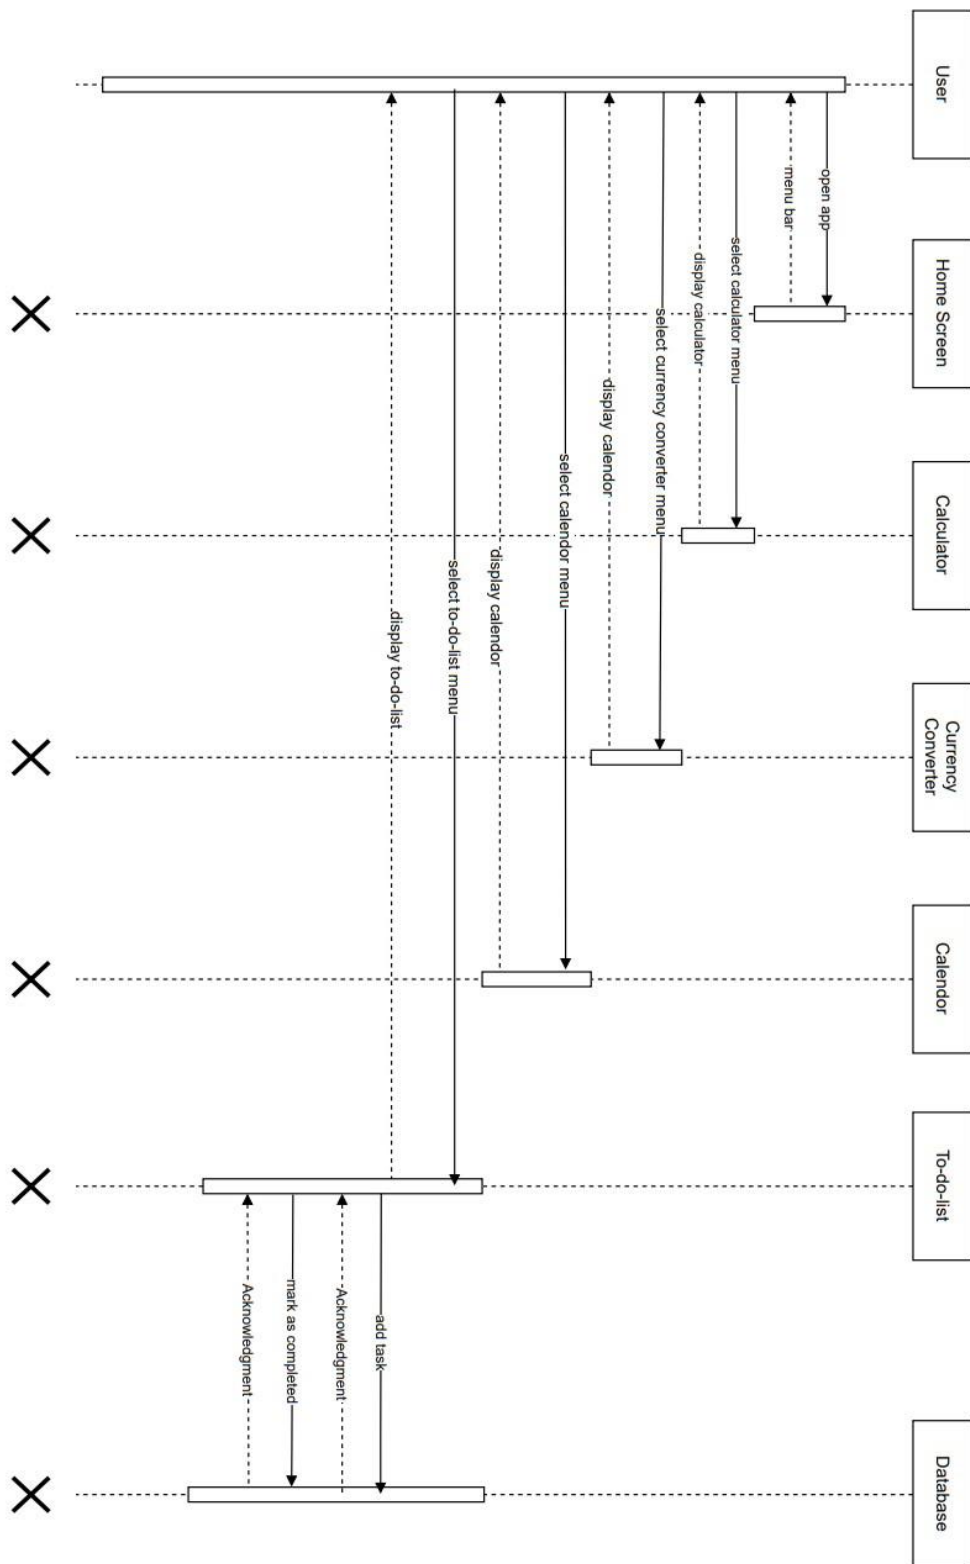 User
Home Screen
Calculator
Currency
Converter
Calendor
To-do-list
Database
open app
menu bar
select calculator menu
display calculator
select currency converter menu
display calendor
select calendor menu
display calendor
select to-do-list menu
display to-do-list
add task
Acknowledgment
mark as completed
Acknowledgment